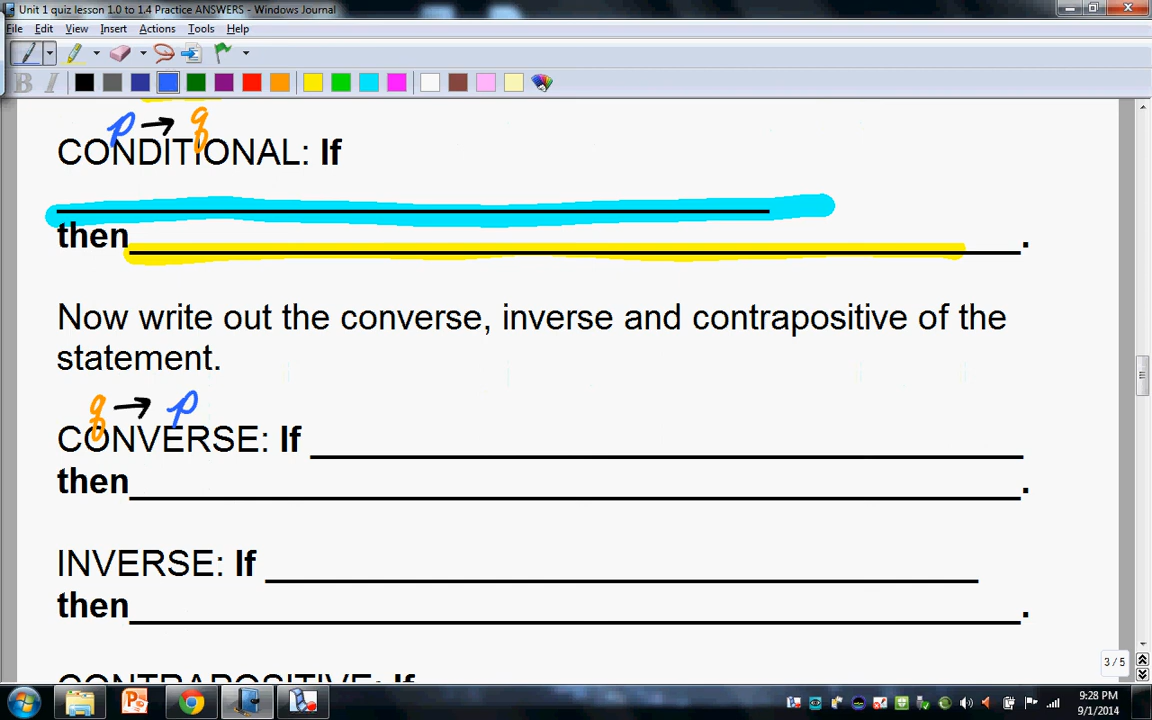 Unit 1 quiz lesson 1.0 to 1.4 Practice ANSWERS - Windows Journal
File Edit View Insert Actions Tools Help
B I
p → q
CONDITIONAL: If
then.
Now write out the converse, inverse and contrapositive of the
statement.
q → p
CONVERSE: If
then.
INVERSE: If
then.
CONTRAPOSITIVE: If
3 / 5
9:28 PM
9/1/2014